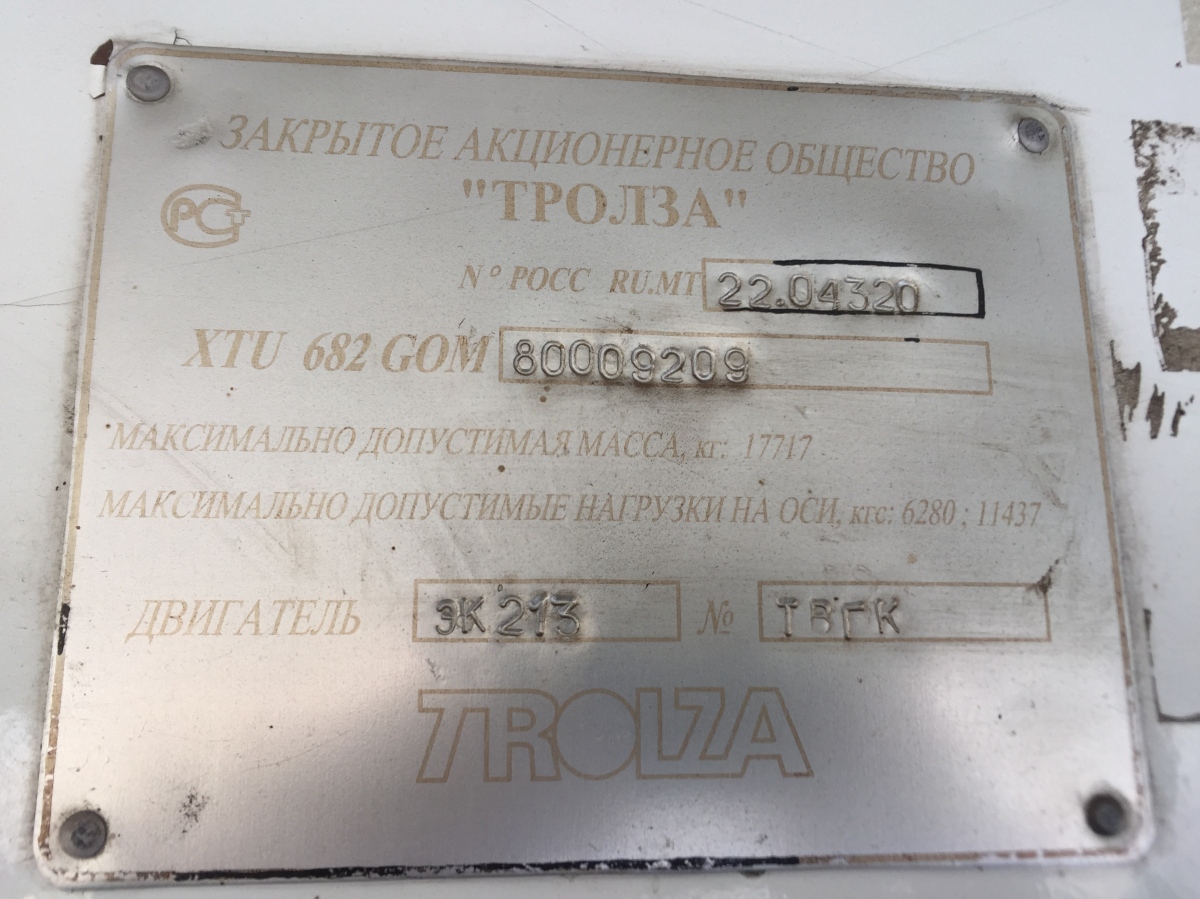 ЗАКРЫТОЕ АКЦИОНЕРНОЕ ОБЩЕСТВО
"ТРОЛЗА"
РСТ
N° РОСС RU.МТ 22.04320
XTU 682 GOM 80009209
МАКСИМАЛЬНО ДОПУСТИМАЯ МАССА, кг: 17717
МАКСИМАЛЬНО ДОПУСТИМЫЕ НАГРУЗКИ НА ОСИ, кгс: 6280 ; 11437
ДВИГАТЕЛЬ ЭК 213 № ТВГК
TROLZA